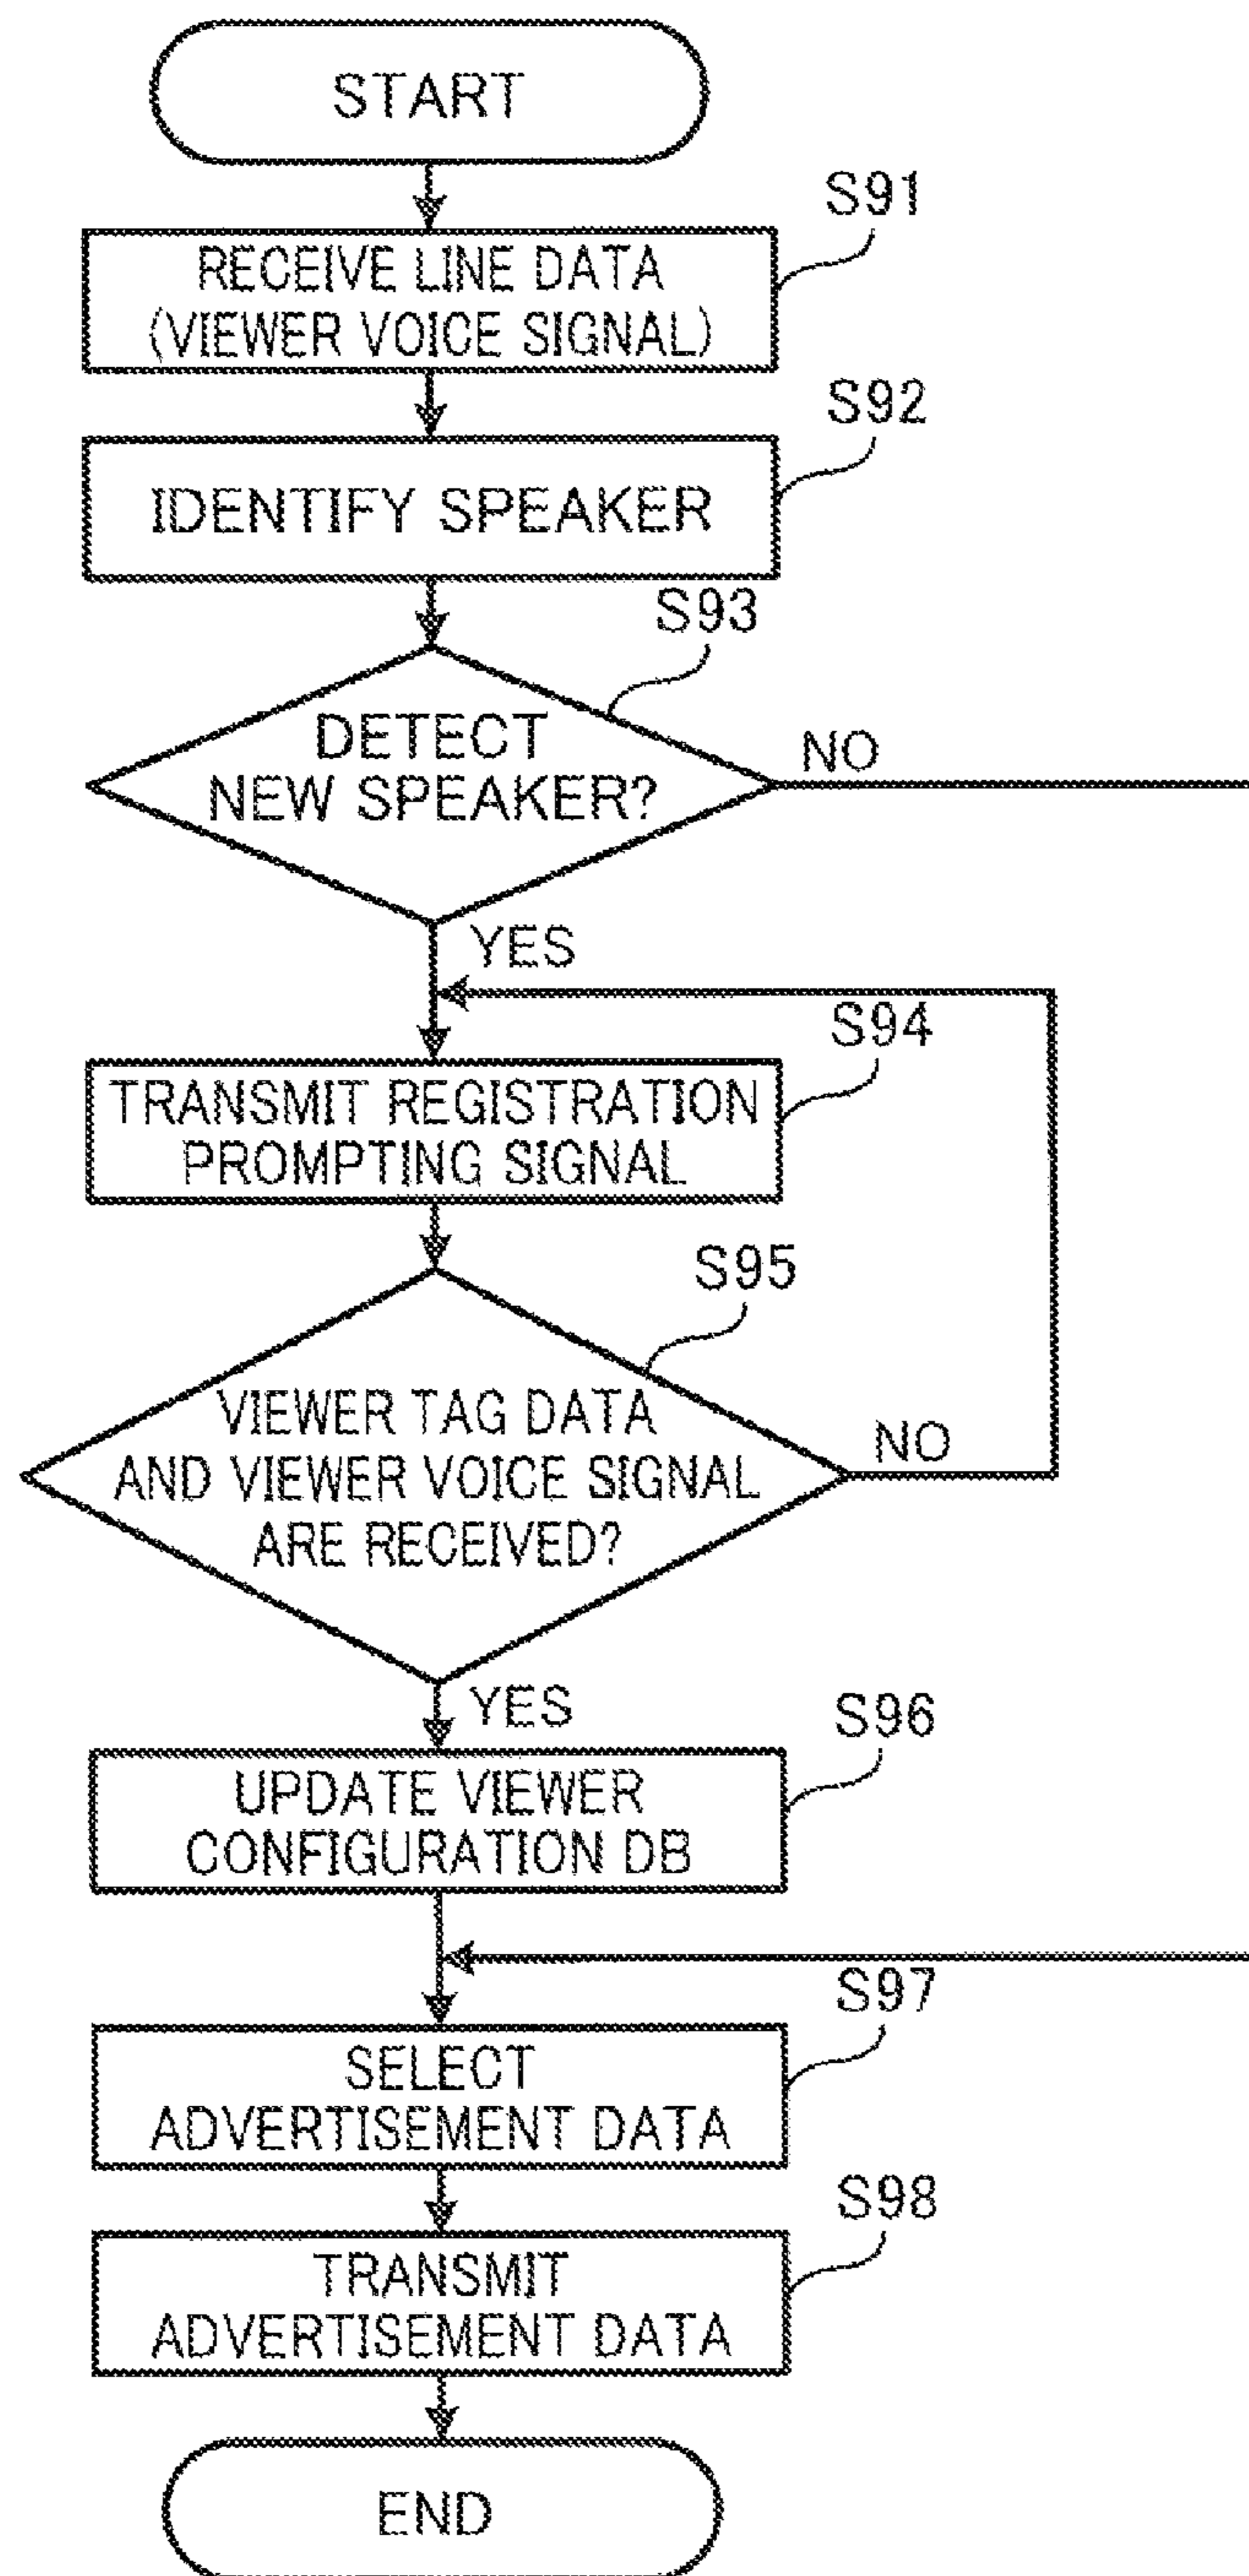 START
S91
RECEIVE LINE DATA
(VIEWER VOICE SIGNAL)
S92
IDENTIFY SPEAKER
S93
DETECT
NEW SPEAKER?
NO
YES
S94
TRANSMIT REGISTRATION
PROMPTING SIGNAL
S95
VIEWER TAG DATA
AND VIEWER VOICE SIGNAL
ARE RECEIVED?
NO
YES
S96
UPDATE VIEWER
CONFIGURATION DB
S97
SELECT
ADVERTISEMENT DATA
S98
TRANSMIT
ADVERTISEMENT DATA
END